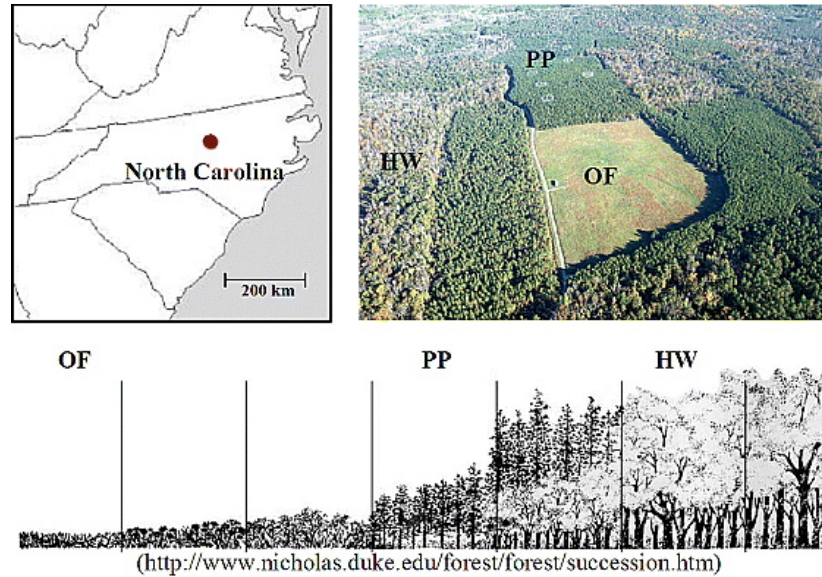 North Carolina
200 km
PP
HW
OF
OF
PP
HW
(http://www.nicholas.duke.edu/forest/forest/succession.htm)